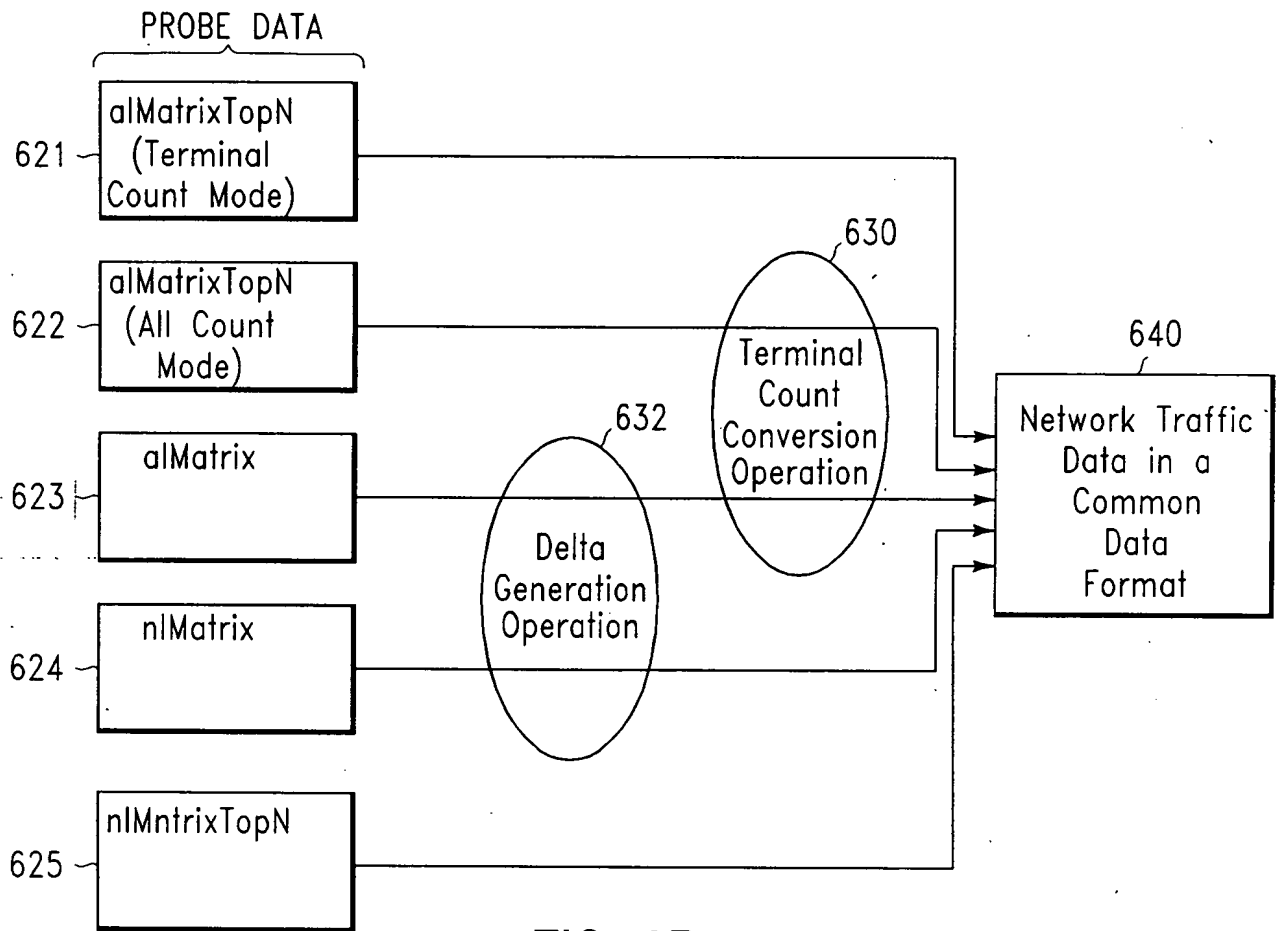 PROBE DATA
621
alMatrixTopN
(Terminal
Count Mode)
622
alMatrixTopN
(All Count
Mode)
623
alMatrix
624
nlMatrix
625
nlMntrixTopN
632
Delta
Generation
Operation
630
Terminal
Count
Conversion
Operation
640
Network Traffic
Data in a
Common
Data
Format